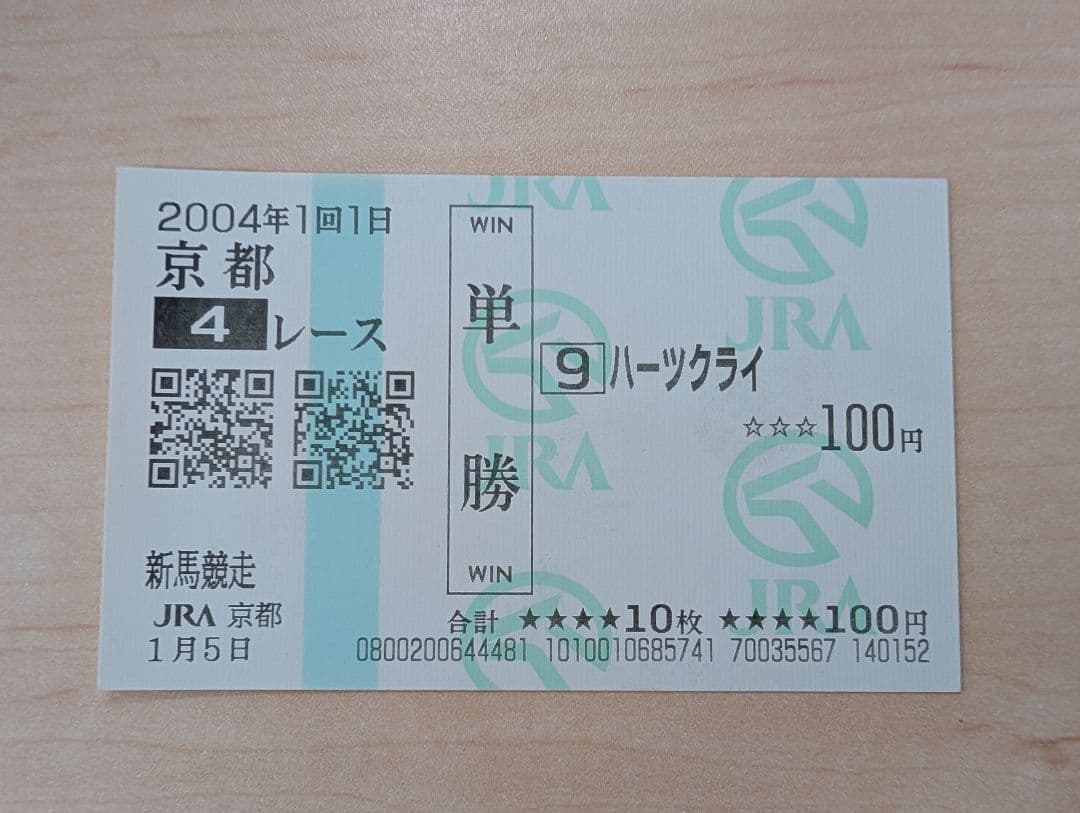 2004年1回1日
京都
4レース
新馬競走
JRA 京都
1月5日
WIN
単勝
WIN
9 ハーツクライ
☆☆☆100円
合計 ★★★★10枚 ★★★★100円
0800200644481 1010010685741 70035567 140152
JRA
JRA
JRA
JRA